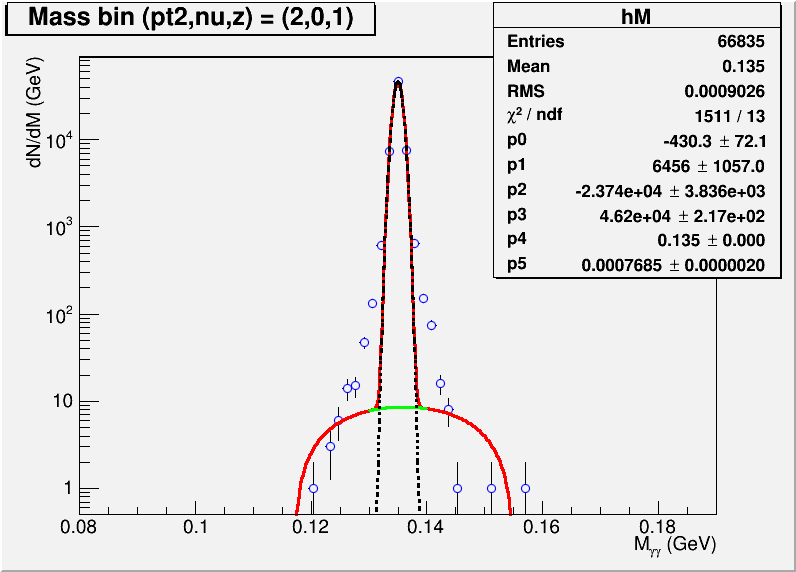 Mass bin (pt2,nu,z) = (2,0,1)
hM
Entries 66835
Mean 0.135
RMS 0.0009026
χ² / ndf 1511 / 13
p0 -430.3 ± 72.1
p1 6456 ± 1057.0
p2 -2.374e+04 ± 3.836e+03
p3 4.62e+04 ± 2.17e+02
p4 0.135 ± 0.000
p5 0.0007685 ± 0.0000020
dN/dM (GeV)
10⁴
10³
10²
10
1
0.08 0.1 0.12 0.14 0.16 0.18
Mγγ (GeV)